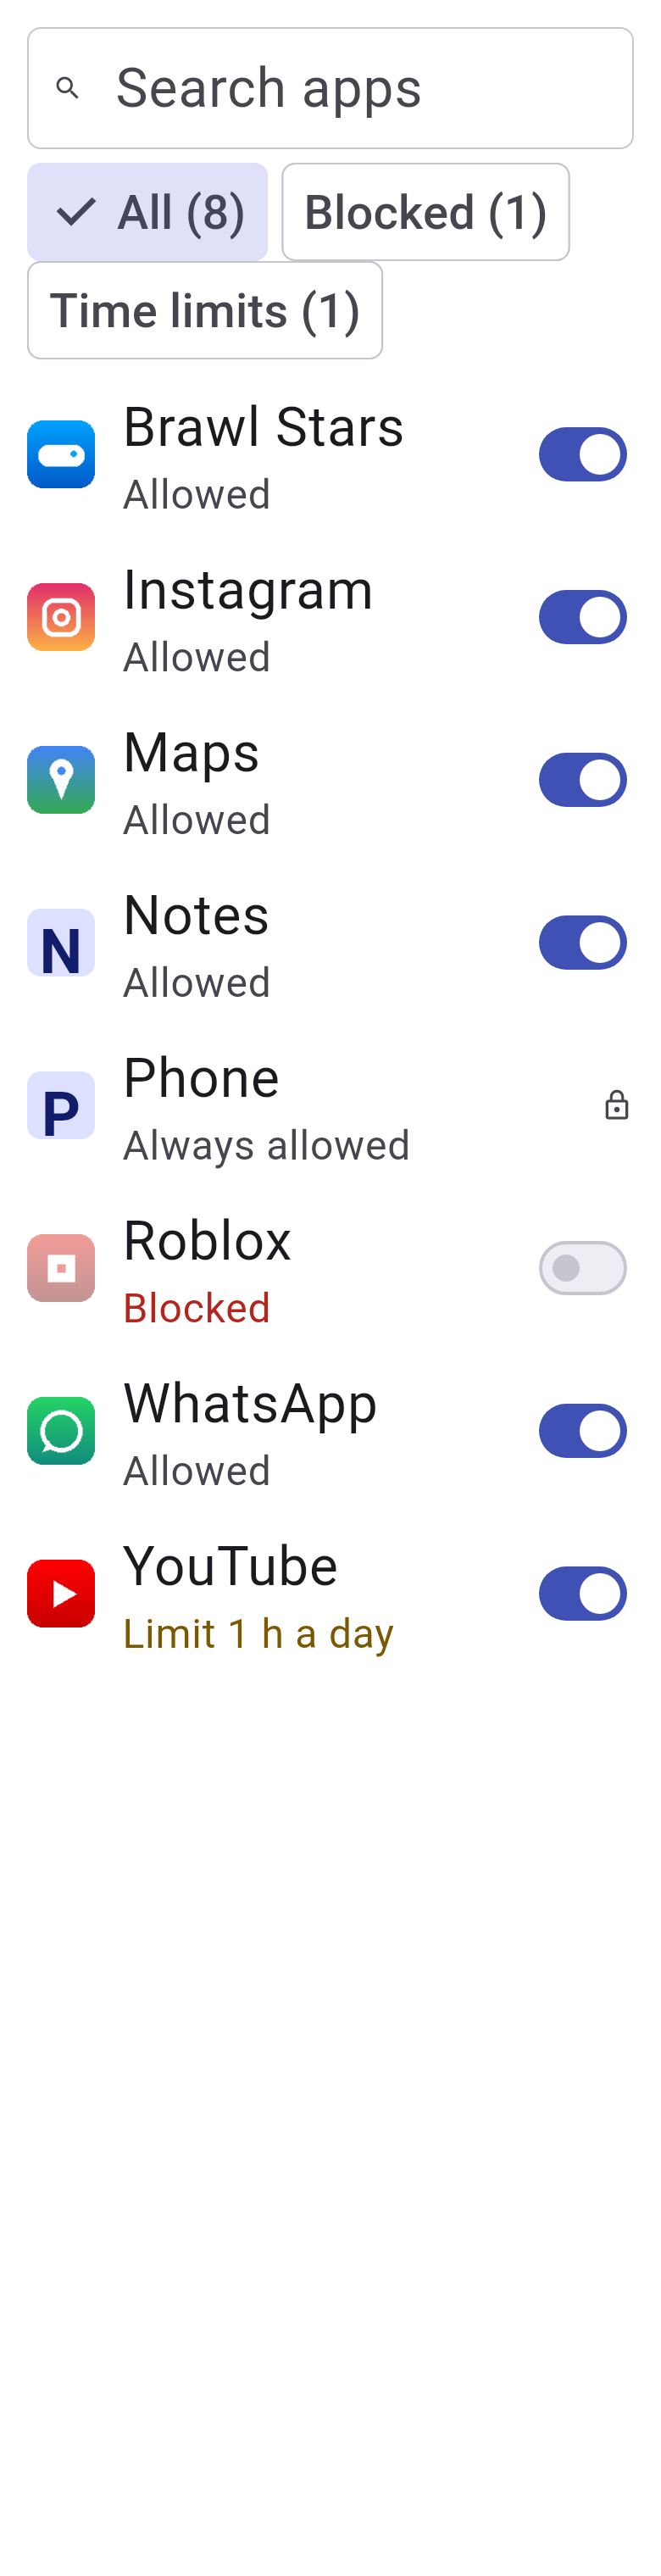 Search apps
All (8)
Blocked (1)
Time limits (1)
Brawl Stars
Allowed
Instagram
Allowed
Maps
Allowed
N
Notes
Allowed
P
Phone
Always allowed
Roblox
Blocked
WhatsApp
Allowed
YouTube
Limit 1 h a day